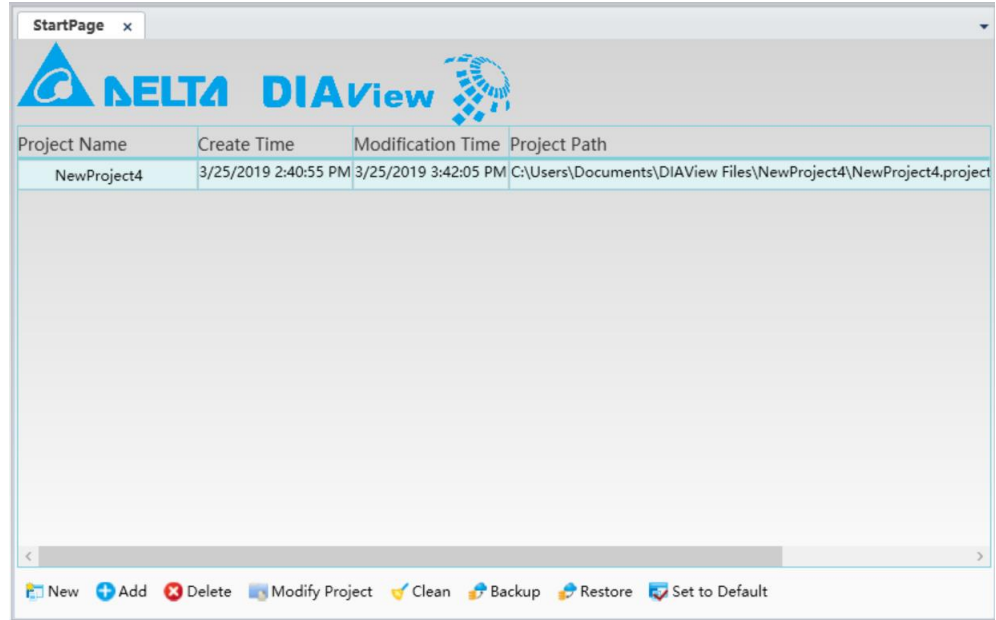 StartPage x
DELTA DIAView
Project Name Create Time Modification Time Project Path
NewProject4 3/25/2019 2:40:55 PM 3/25/2019 3:42:05 PM C:\Users\Documents\DIAView Files\NewProject4\NewProject4.project
New Add Delete Modify Project Clean Backup Restore Set to Default